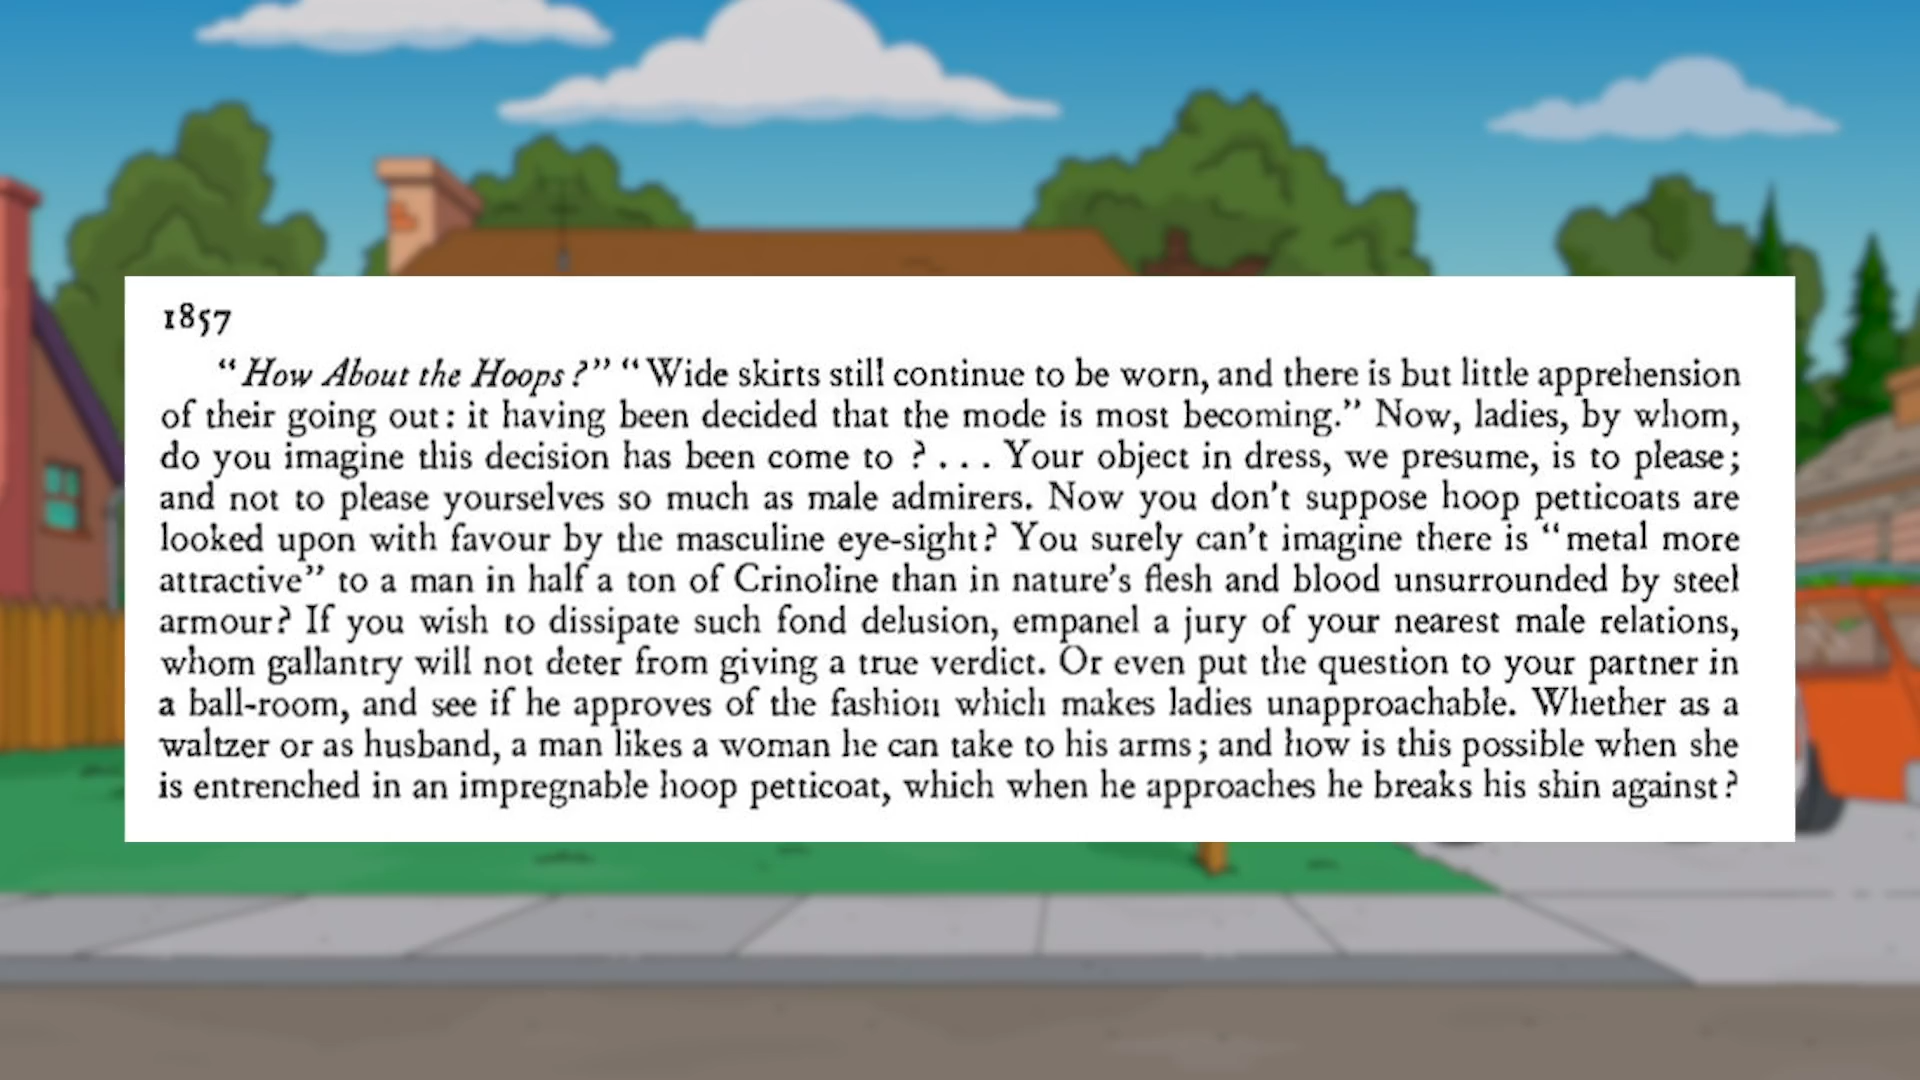 1857
“How About the Hoops?” “Wide skirts still continue to be worn, and there is but little apprehension
of their going out: it having been decided that the mode is most becoming.” Now, ladies, by whom,
do you imagine this decision has been come to ? . . . Your object in dress, we presume, is to please;
and not to please yourselves so much as male admirers. Now you don't suppose hoop petticoats are
looked upon with favour by the masculine eye-sight? You surely can't imagine there is “metal more
attractive” to a man in half a ton of Crinoline than in nature's flesh and blood unsurrounded by steel
armour? If you wish to dissipate such fond delusion, empanel a jury of your nearest male relations,
whom gallantry will not deter from giving a true verdict. Or even put the question to your partner in
a ball-room, and see if he approves of the fashion which makes ladies unapproachable. Whether as a
waltzer or as husband, a man likes a woman he can take to his arms; and how is this possible when she
is entrenched in an impregnable hoop petticoat, which when he approaches he breaks his shin against?